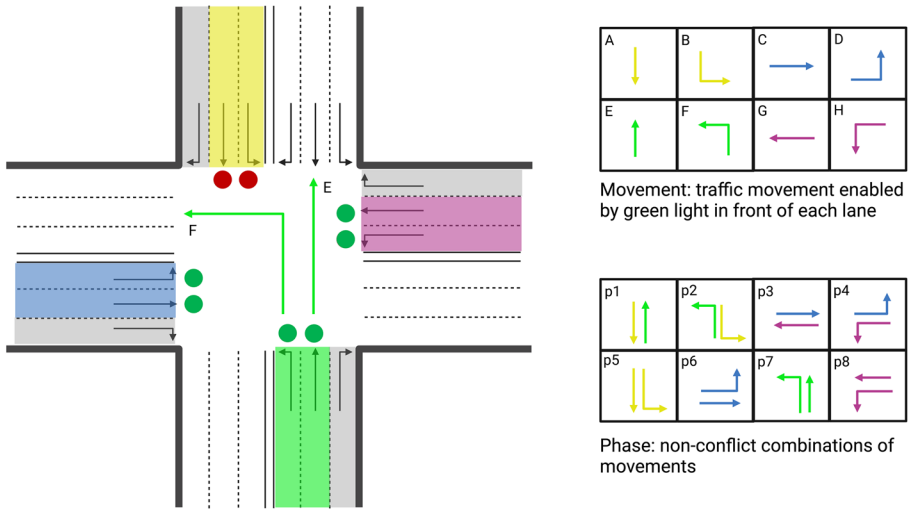 E
F
A B C D
E F G H
Movement: traffic movement enabled
by green light in front of each lane
p1 p2 p3 p4
p5 p6 p7 p8
Phase: non-conflict combinations of
movements